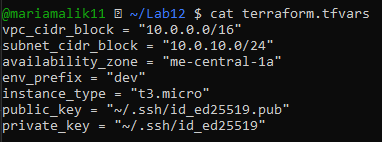 @mariamalik11 ~/Lab12 $ cat terraform.tfvars
vpc_cidr_block = "10.0.0.0/16"
subnet_cidr_block = "10.0.10.0/24"
availability_zone = "me-central-1a"
env_prefix = "dev"
instance_type = "t3.micro"
public_key = "~/.ssh/id_ed25519.pub"
private_key = "~/.ssh/id_ed25519"